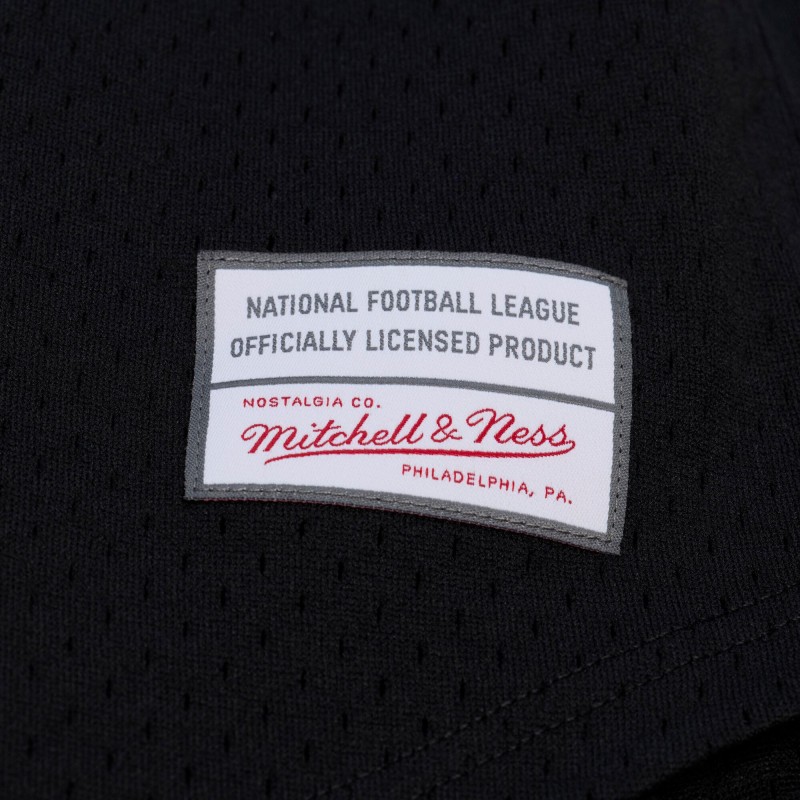 NATIONAL FOOTBALL LEAGUE
OFFICIALLY LICENSED PRODUCT
NOSTALGIA CO.
Mitchell & Ness
PHILADELPHIA, PA.